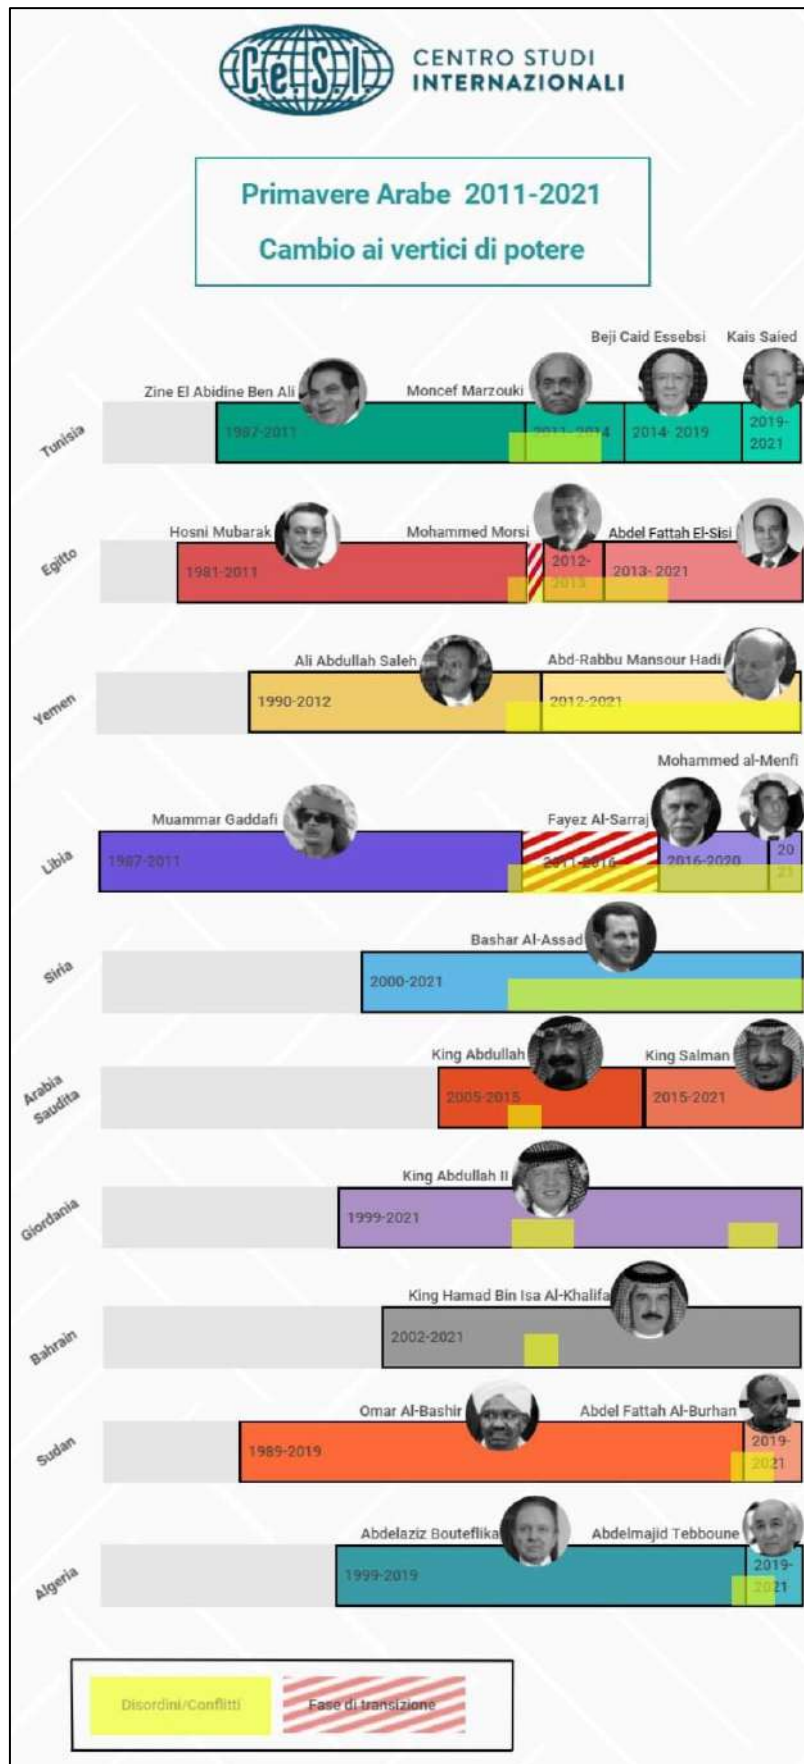 C.e.S.I.
CENTRO STUDI
INTERNAZIONALI
Primavere Arabe 2011-2021
Cambio ai vertici di potere
Beji Caid Essebsi Kais Saied
Zine El Abidine Ben Ali Moncef Marzouki
Tunisia
1987-2011 2011- 2014 2014- 2019 2019-
2021
Hosni Mubarak Mohammed Morsi Abdel Fattah El-Sisi
Egitto
1981-2011 2012-
2013 2013- 2021
Ali Abdullah Saleh Abd-Rabbu Mansour Hadi
Yemen
1990-2012 2012-2021
Mohammed al-Menfi
Muammar Gaddafi Fayez Al-Sarraj
Libia
1987-2011 2011-2016 2016-2020 20
21
Bashar Al-Assad
Siria
2000-2021
King Abdullah King Salman
Arabia
Saudita
2005-2015 2015-2021
King Abdullah II
Giordania
1999-2021
King Hamad Bin Isa Al-Khalifa
Bahrain
2002-2021
Omar Al-Bashir Abdel Fattah Al-Burhan
Sudan
1989-2019 2019-
2021
Abdelaziz Bouteflika Abdelmajid Tebboune
Algeria
1999-2019 2019-
2021
Disordini/Conflitti Fase di transizione